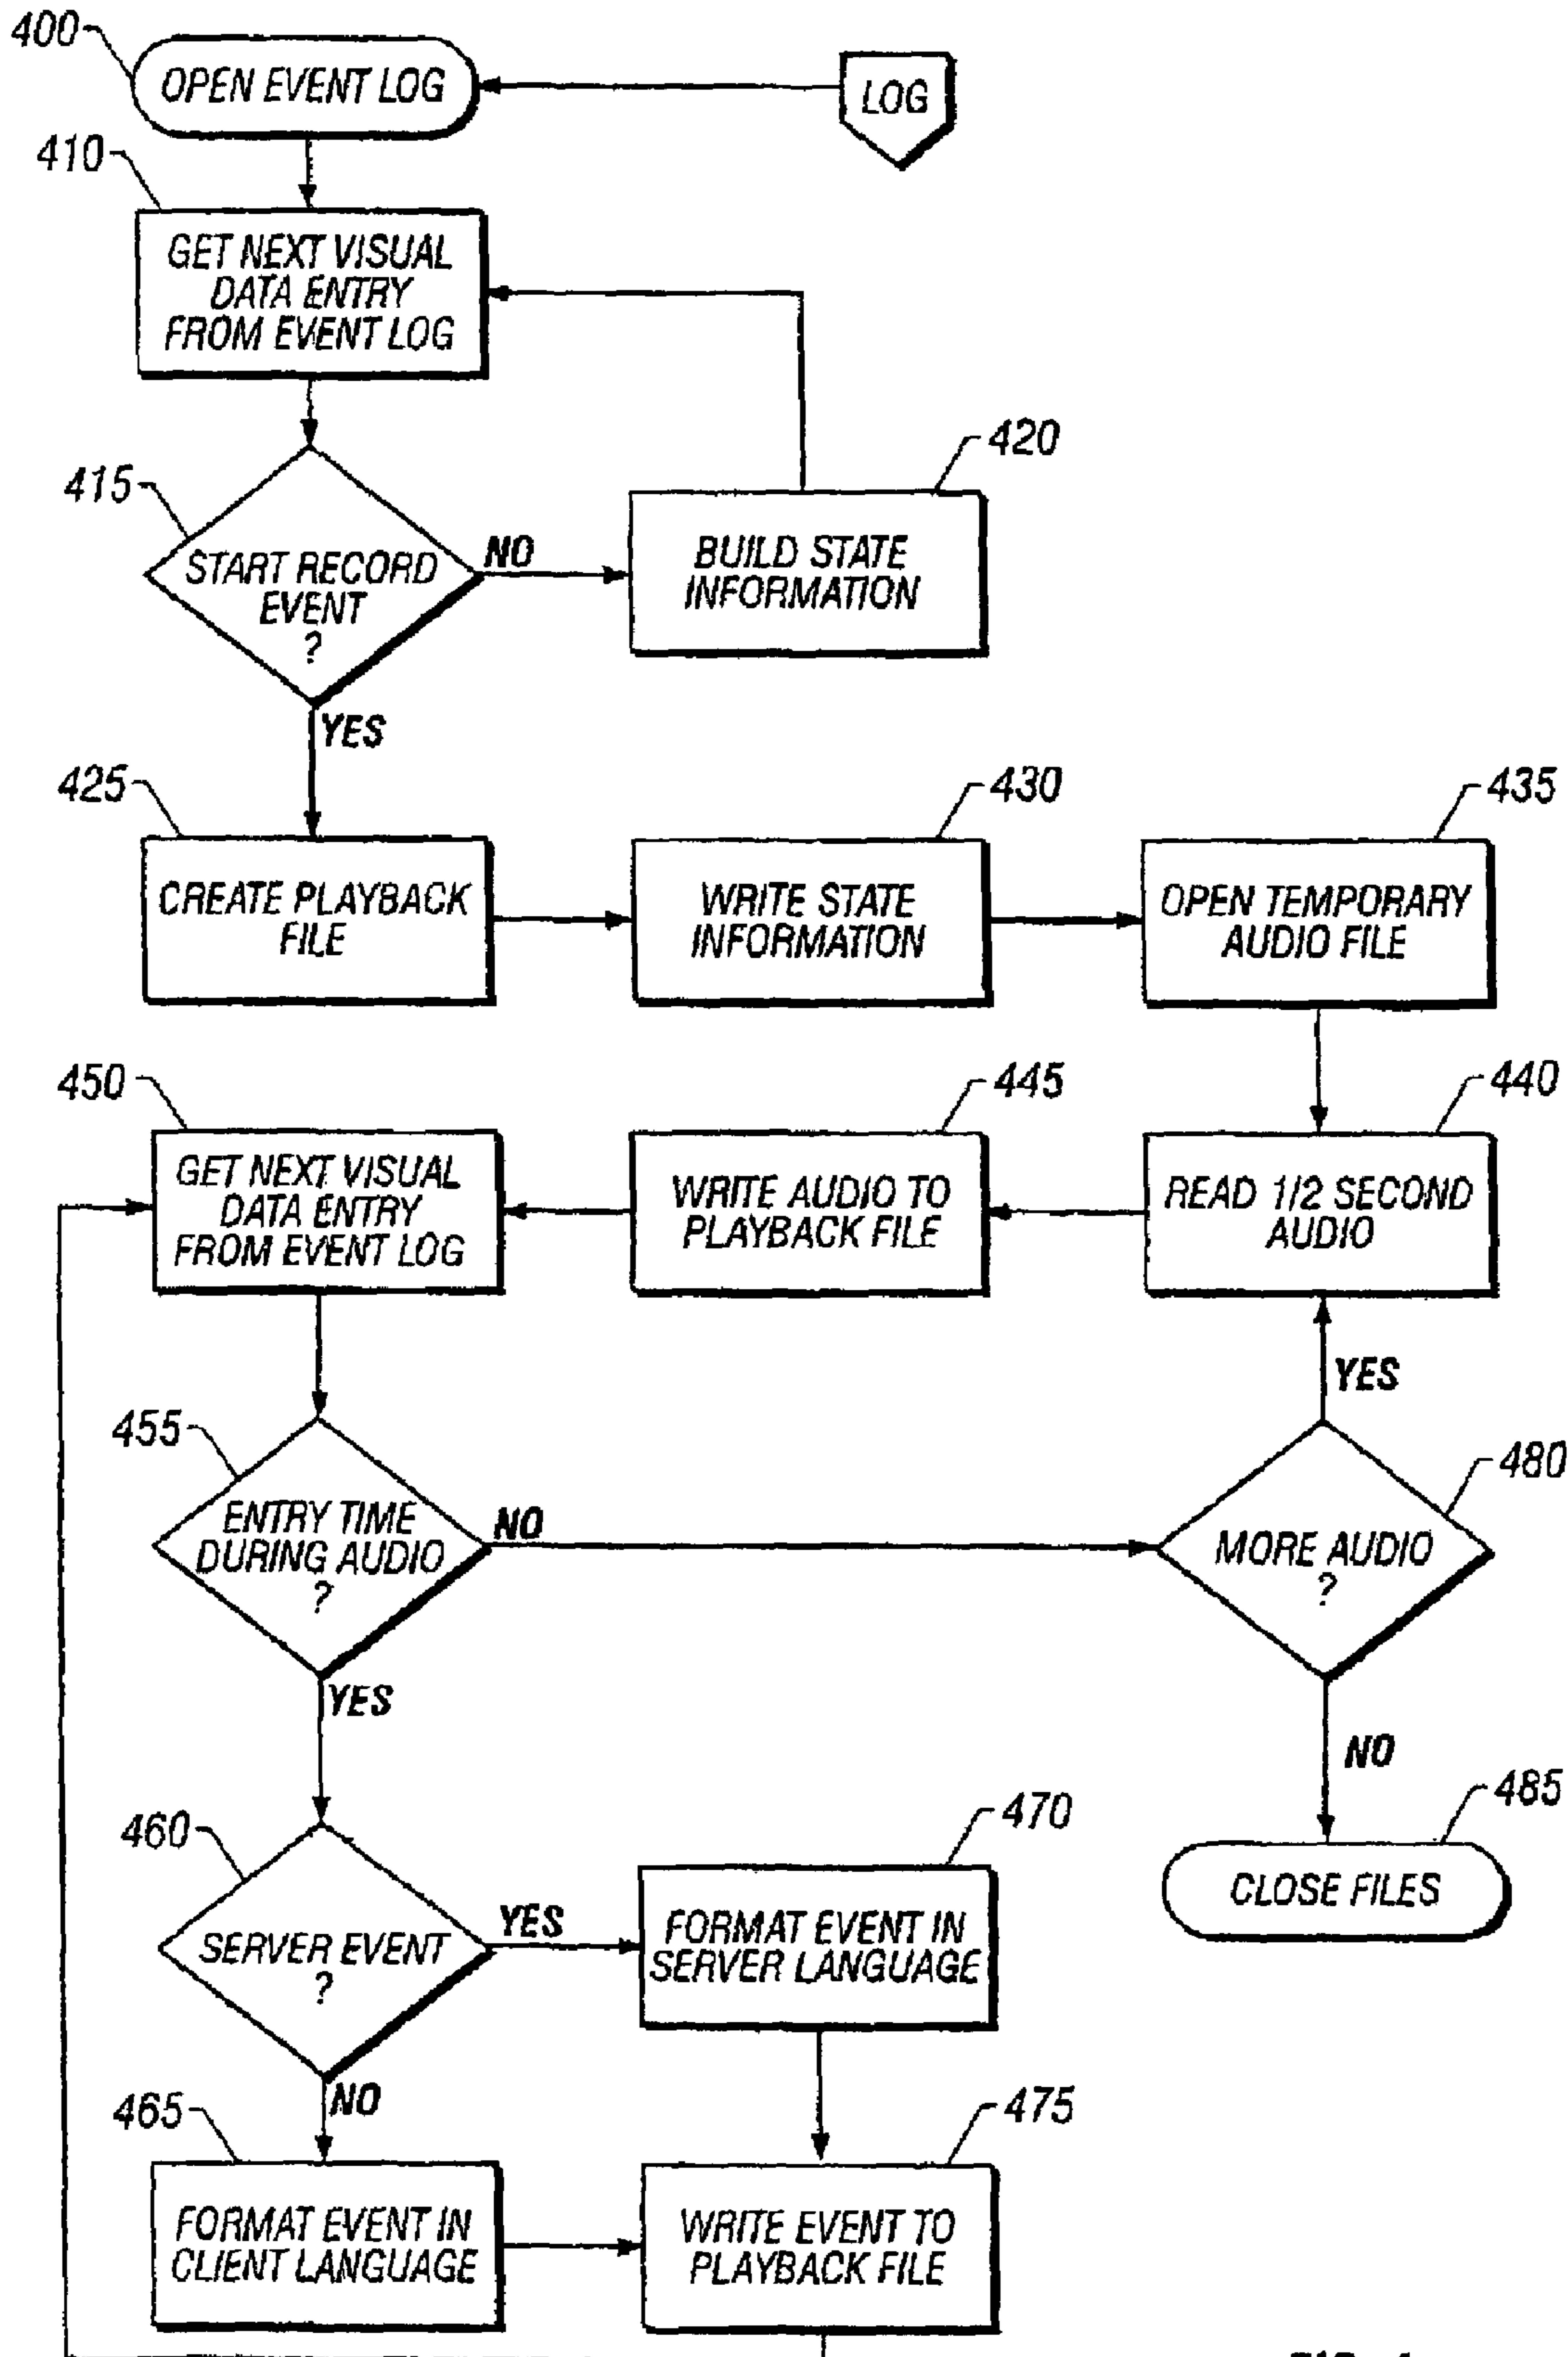 400
OPEN EVENT LOG
LOG
410
GET NEXT VISUAL
DATA ENTRY
FROM EVENT LOG
415
START RECORD
EVENT
?
NO
420
BUILD STATE
INFORMATION
YES
425
CREATE PLAYBACK
FILE
430
WRITE STATE
INFORMATION
435
OPEN TEMPORARY
AUDIO FILE
450
GET NEXT VISUAL
DATA ENTRY
FROM EVENT LOG
445
WRITE AUDIO TO
PLAYBACK FILE
440
READ 1/2 SECOND
AUDIO
YES
455
ENTRY TIME
DURING AUDIO
?
NO
480
MORE AUDIO
?
YES
NO
485
CLOSE FILES
460
SERVER EVENT
?
YES
470
FORMAT EVENT IN
SERVER LANGUAGE
NO
465
FORMAT EVENT IN
CLIENT LANGUAGE
475
WRITE EVENT TO
PLAYBACK FILE